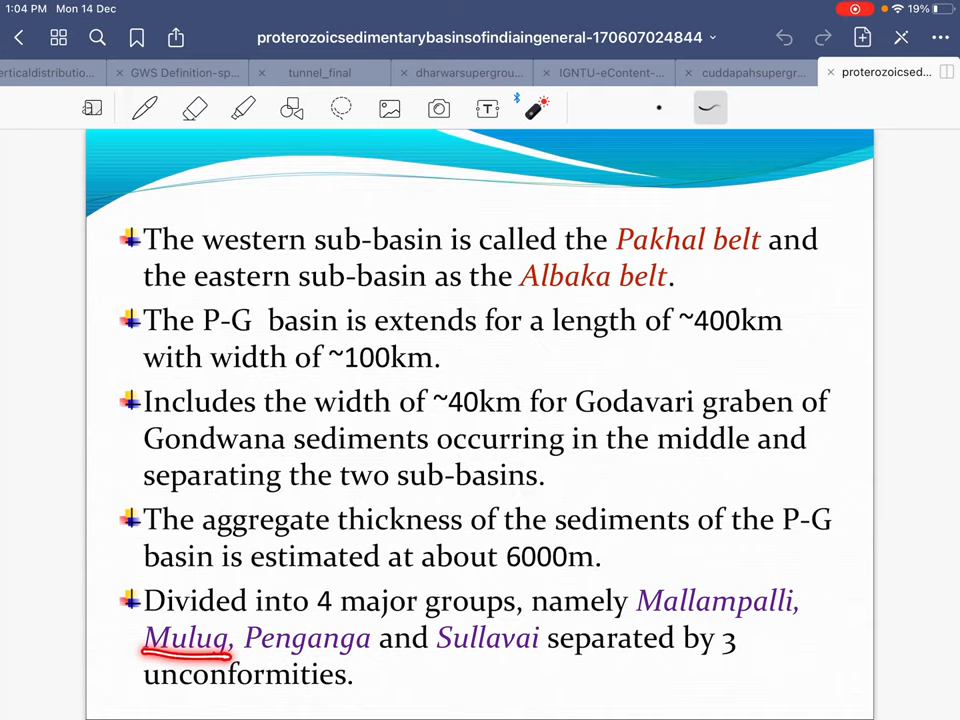 1:04 PM Mon 14 Dec
19%
proterozoicsedimentarybasinsofindiaingeneral-170607024844
erticaldistributio...
GWS Definition-sp...
tunnel_final
dharwarsupergrou...
IGNTU-eContent-...
cuddapahsupergr...
proterozoicsed...
The western sub-basin is called the Pakhal belt and
the eastern sub-basin as the Albaka belt.
The P-G basin is extends for a length of ~400km
with width of ~100km.
Includes the width of ~40km for Godavari graben of
Gondwana sediments occurring in the middle and
separating the two sub-basins.
The aggregate thickness of the sediments of the P-G
basin is estimated at about 6000m.
Divided into 4 major groups, namely Mallampalli,
Mulug, Penganga and Sullavai separated by 3
unconformities.